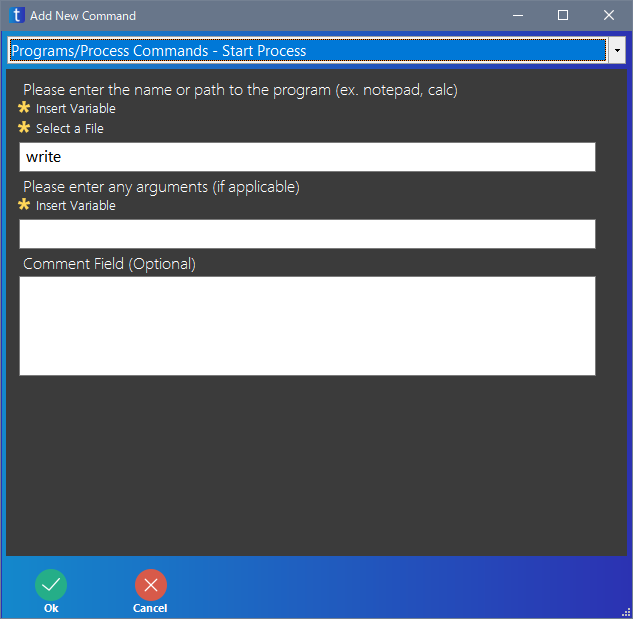 t Add New Command
Programs/Process Commands - Start Process
Please enter the name or path to the program (ex. notepad, calc)
Insert Variable
Select a File
write
Please enter any arguments (if applicable)
Insert Variable
Comment Field (Optional)
Ok Cancel